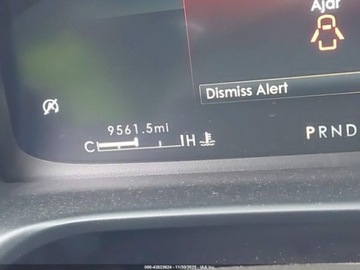 Ajar
Dismiss Alert
9561.5mi
C H
PRND
000-43823624 - 11/30/2025 - IAA, Inc.